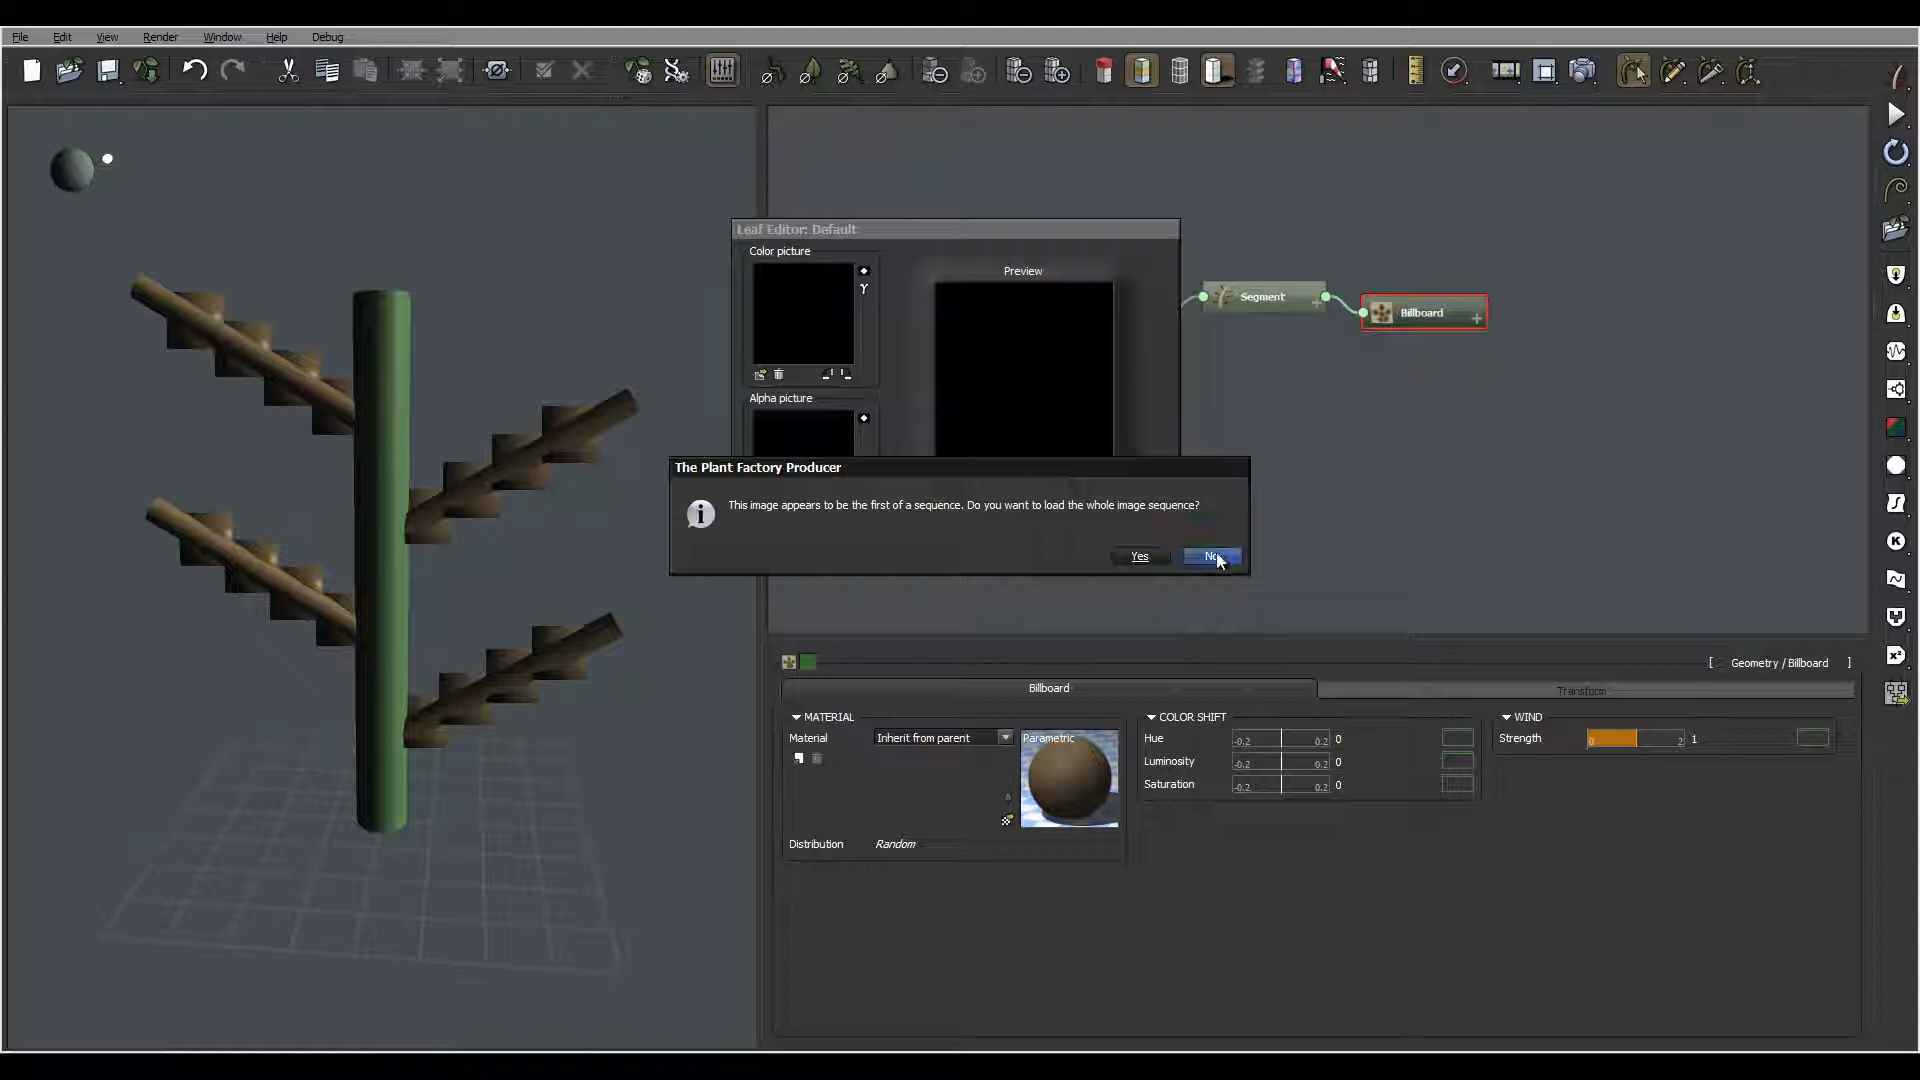 File Edit View Render Window Help Debug
Leaf Editor: Default
Color picture
Preview
Alpha picture
Segment
Billboard
The Plant Factory Producer
This image appears to be the first of a sequence. Do you want to load the whole image sequence?
Yes No
[ Geometry / Billboard ]
Billboard Transform
MATERIAL COLOR SHIFT WIND
Material Inherit from parent Parametric Hue -0.2 0.2 0 Strength 0 2 1
Luminosity -0.2 0.2 0
Saturation -0.2 0.2 0
Distribution Random